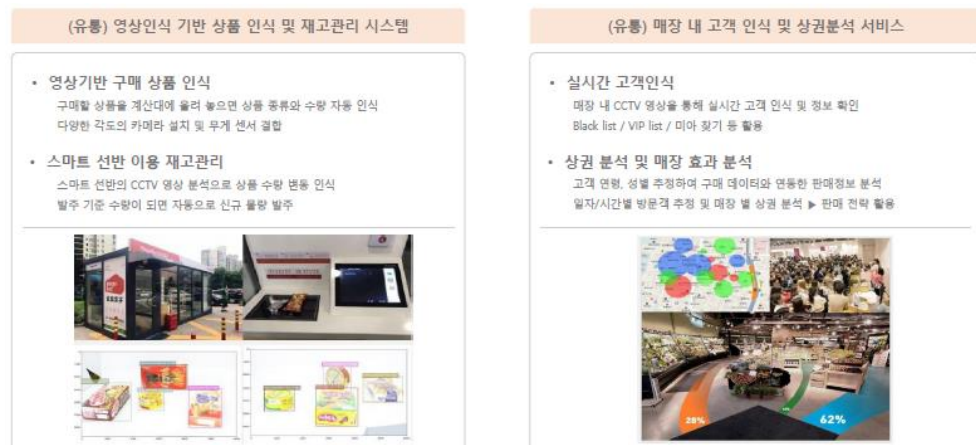 (유통) 영상인식 기반 상품 인식 및 재고관리 시스템
• 영상기반 구매 상품 인식
구매할 상품을 계산대에 올려 놓으면 상품 종류와 수량 자동 인식
다양한 각도의 카메라 설치 및 무게 센서 결합
• 스마트 선반 이용 재고관리
스마트 선반의 CCTV 영상 분석으로 상품 수량 변동 인식
발주 기준 수량이 되면 자동으로 신규 물량 발주
(유통) 매장 내 고객 인식 및 상권분석 서비스
• 실시간 고객인식
매장 내 CCTV 영상을 통해 실시간 고객 인식 및 정보 확인
Black list / VIP list / 미아 찾기 등 활용
• 상권 분석 및 매장 효과 분석
고객 연령, 성별 추정하여 구매 데이터와 연동한 판매정보 분석
일자/시간별 방문객 추정 및 매장 별 상권 분석 ▶ 판매 전략 활용
28%
62%